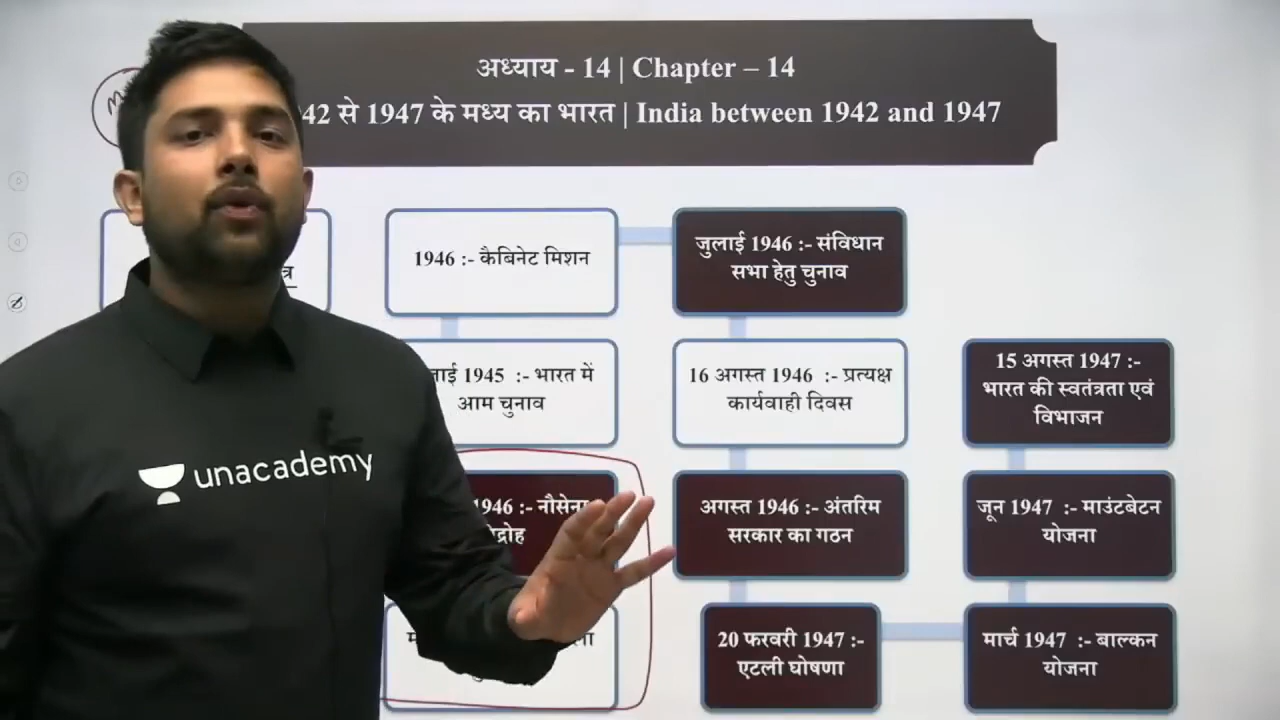 अध्याय - 14 | Chapter – 14
42 से 1947 के मध्य का भारत | India between 1942 and 1947
1946 :- कैबिनेट मिशन
जुलाई 1946 :- संविधान
सभा हेतु चुनाव
1945 :- भारत में
आम चुनाव
16 अगस्त 1946 :- प्रत्यक्ष
कार्यवाही दिवस
15 अगस्त 1947 :-
भारत की स्वतंत्रता एवं
विभाजन
1946 :- नौसेना
अगस्त 1946 :- अंतरिम
सरकार का गठन
जून 1947 :- माउंटबेटन
योजना
20 फरवरी 1947 :-
एटली घोषणा
मार्च 1947 :- बाल्कन
योजना
unacademy